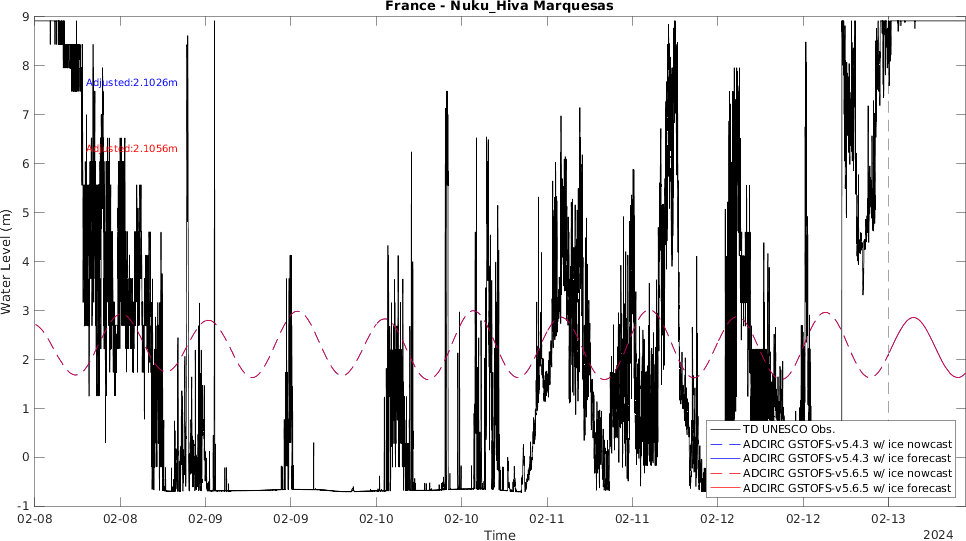 France - Nuku_Hiva Marquesas
9
8
7
6
5
4
3
2
1
0
-1
Water Level (m)
Adjusted:2.1026m
Adjusted:2.1056m
TD UNESCO Obs.
ADCIRC GSTOFS-v5.4.3 w/ ice nowcast
ADCIRC GSTOFS-v5.4.3 w/ ice forecast
ADCIRC GSTOFS-v5.6.5 w/ ice nowcast
ADCIRC GSTOFS-v5.6.5 w/ ice forecast
02-08 02-08 02-09 02-09 02-10 02-10 02-11 02-11 02-12 02-12 02-13
Time
2024